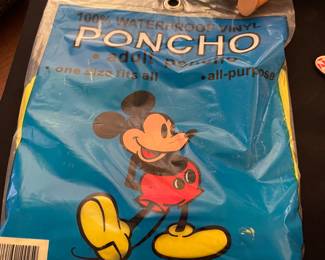 100% WATERPROOF VINYL
PONCHO
• adult poncho
• one size fits all • all-purpose